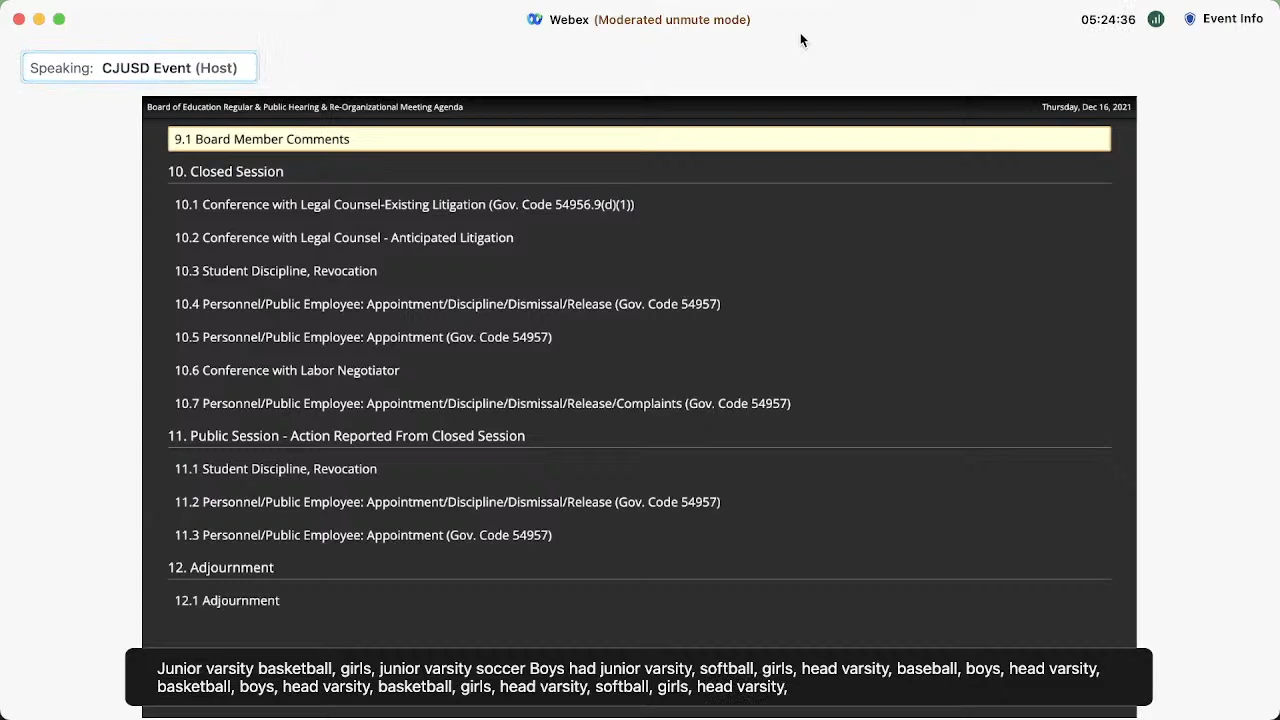 Webex (Moderated unmute mode)
05:24:36
Event Info
Speaking: CJUSD Event (Host)
Board of Education Regular & Public Hearing & Re-Organizational Meeting Agenda
Thursday, Dec 16, 2021
9.1 Board Member Comments
10. Closed Session
10.1 Conference with Legal Counsel-Existing Litigation (Gov. Code 54956.9(d)(1))
10.2 Conference with Legal Counsel - Anticipated Litigation
10.3 Student Discipline, Revocation
10.4 Personnel/Public Employee: Appointment/Discipline/Dismissal/Release (Gov. Code 54957)
10.5 Personnel/Public Employee: Appointment (Gov. Code 54957)
10.6 Conference with Labor Negotiator
10.7 Personnel/Public Employee: Appointment/Discipline/Dismissal/Release/Complaints (Gov. Code 54957)
11. Public Session - Action Reported From Closed Session
11.1 Student Discipline, Revocation
11.2 Personnel/Public Employee: Appointment/Discipline/Dismissal/Release (Gov. Code 54957)
11.3 Personnel/Public Employee: Appointment (Gov. Code 54957)
12. Adjournment
12.1 Adjournment
Junior varsity basketball, girls, junior varsity soccer Boys had junior varsity, softball, girls, head varsity, baseball, boys, head varsity,
basketball, boys, head varsity, basketball, girls, head varsity, softball, girls, head varsity,